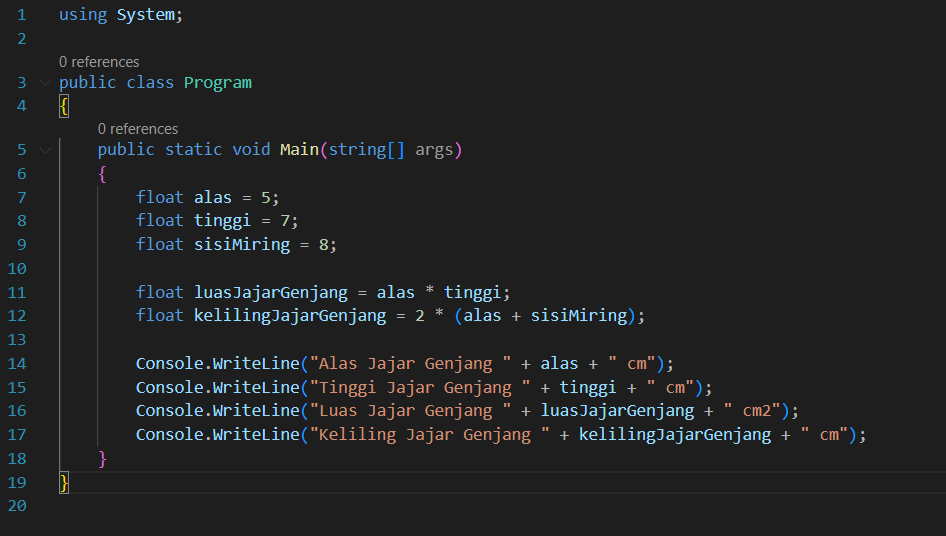 1 using System;
2
0 references
3 public class Program
4 {
0 references
5 public static void Main(string[] args)
6 {
7 float alas = 5;
8 float tinggi = 7;
9 float sisiMiring = 8;
10
11 float luasJajarGenjang = alas * tinggi;
12 float kelilingJajarGenjang = 2 * (alas + sisiMiring);
13
14 Console.WriteLine("Alas Jajar Genjang " + alas + " cm");
15 Console.WriteLine("Tinggi Jajar Genjang " + tinggi + " cm");
16 Console.WriteLine("Luas Jajar Genjang " + luasJajarGenjang + " cm2");
17 Console.WriteLine("Keliling Jajar Genjang " + kelilingJajarGenjang + " cm");
18 }
19 }
20